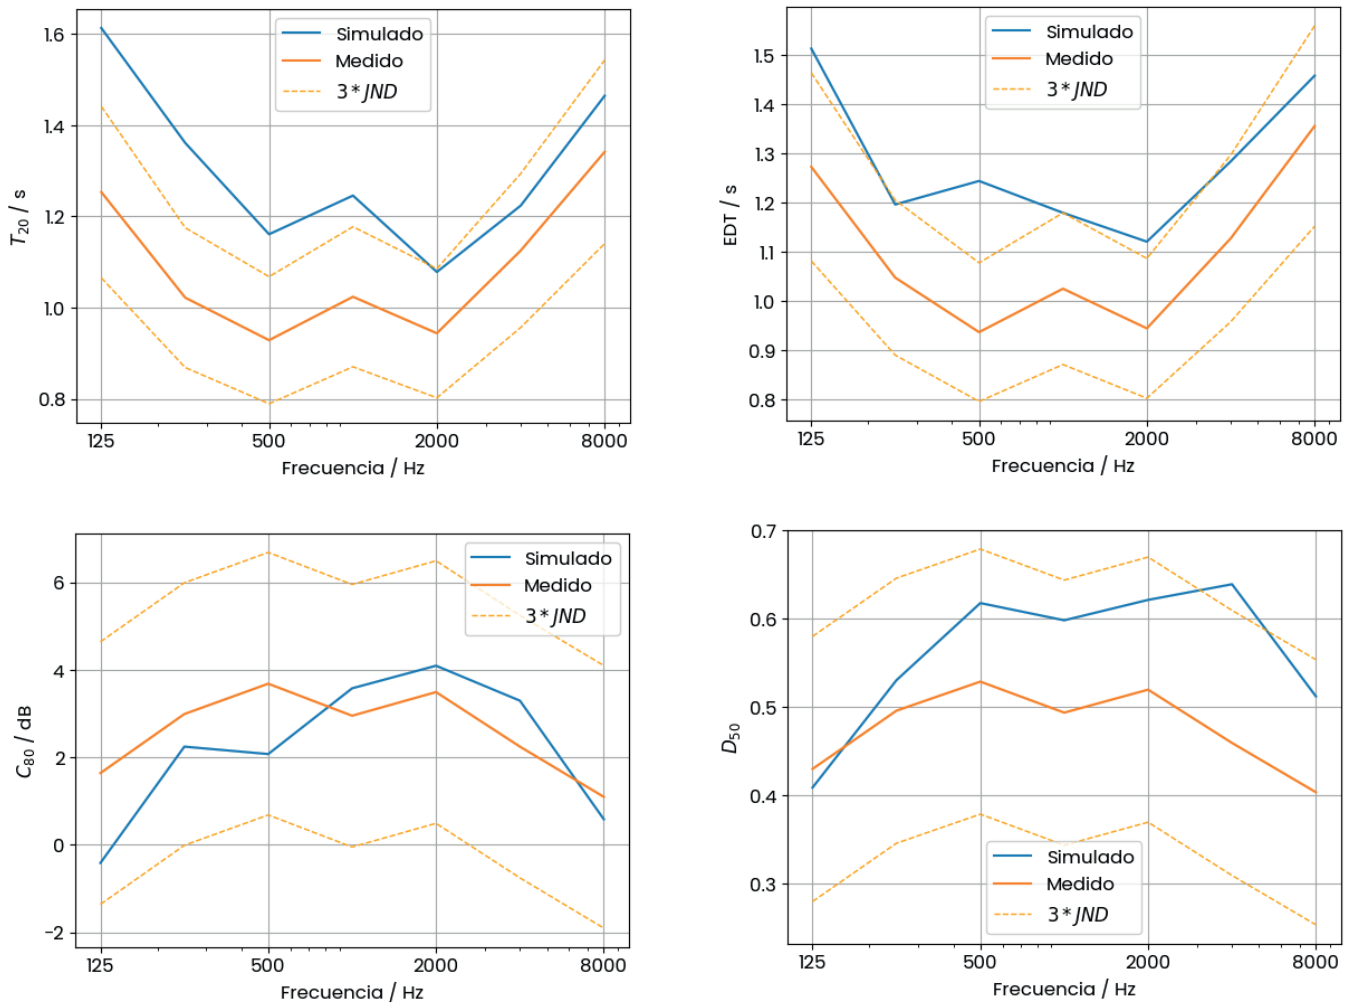 1.6
1.4
1.2
1.0
0.8
T20 / s
Simulado
Medido
3 * JND
125
500
2000
8000
Frecuencia / Hz
1.5
1.4
1.3
1.2
1.1
1.0
0.9
0.8
EDT / s
Simulado
Medido
3 * JND
125
500
2000
8000
Frecuencia / Hz
6
4
2
0
−2
C80 / dB
Simulado
Medido
3 * JND
125
500
2000
8000
Frecuencia / Hz
0.7
0.6
0.5
0.4
0.3
D50
Simulado
Medido
3 * JND
125
500
2000
8000
Frecuencia / Hz